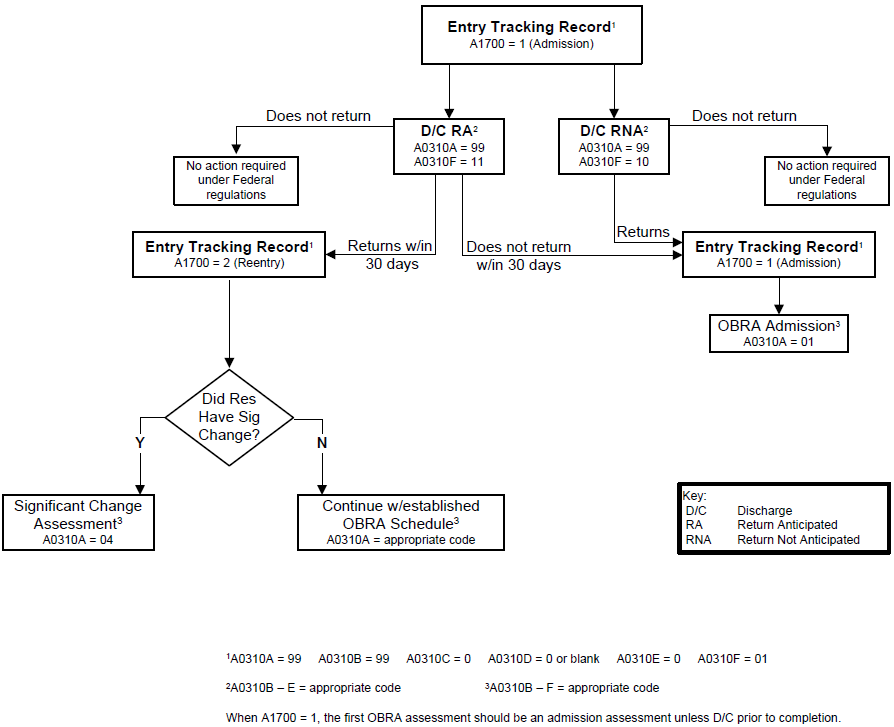 Entry Tracking Record¹
A1700 = 1 (Admission)
Does not return
D/C RA²
A0310A = 99
A0310F = 11
D/C RNA²
A0310A = 99
A0310F = 10
Does not return
No action required
under Federal
regulations
No action required
under Federal
regulations
Entry Tracking Record¹
A1700 = 2 (Reentry)
Returns w/in
30 days
Does not return
w/in 30 days
Returns
Entry Tracking Record¹
A1700 = 1 (Admission)
OBRA Admission³
A0310A = 01
Did Res
Have Sig
Change?
Y
N
Significant Change
Assessment³
A0310A = 04
Continue w/established
OBRA Schedule³
A0310A = appropriate code
Key:
D/C Discharge
RA Return Anticipated
RNA Return Not Anticipated
¹A0310A = 99 A0310B = 99 A0310C = 0 A0310D = 0 or blank A0310E = 0 A0310F = 01
²A0310B – E = appropriate code ³A0310B – F = appropriate code
When A1700 = 1, the first OBRA assessment should be an admission assessment unless D/C prior to completion.